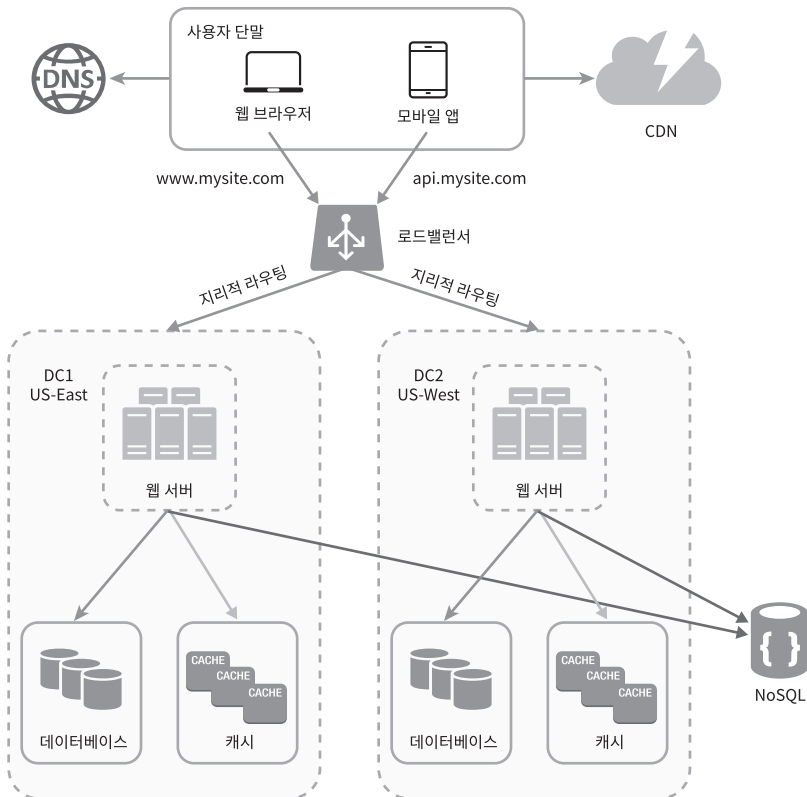 사용자 단말
DNS
웹 브라우저
모바일 앱
CDN
www.mysite.com
api.mysite.com
로드밸런서
지리적 라우팅
지리적 라우팅
DC1
US-East
웹 서버
DC2
US-West
웹 서버
CACHE
CACHE
CACHE
데이터베이스
캐시
CACHE
CACHE
CACHE
데이터베이스
캐시
{ }
NoSQL